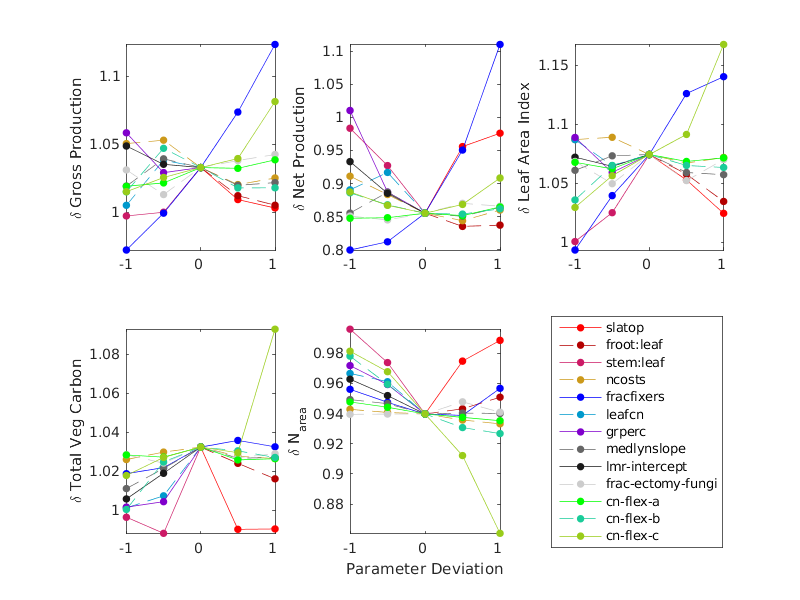 δ Gross Production
1.1
1.05
1
-1 0 1
δ Net Production
1.1
1.05
1
0.95
0.9
0.85
0.8
-1 0 1
δ Leaf Area Index
1.15
1.1
1.05
1
-1 0 1
δ Total Veg Carbon
1.08
1.06
1.04
1.02
1
-1 0 1
δ Narea
0.98
0.96
0.94
0.92
0.9
0.88
-1 0 1
Parameter Deviation
slatop
froot:leaf
stem:leaf
ncosts
fracfixers
leafcn
grperc
medlynslope
lmr-intercept
frac-ectomy-fungi
cn-flex-a
cn-flex-b
cn-flex-c